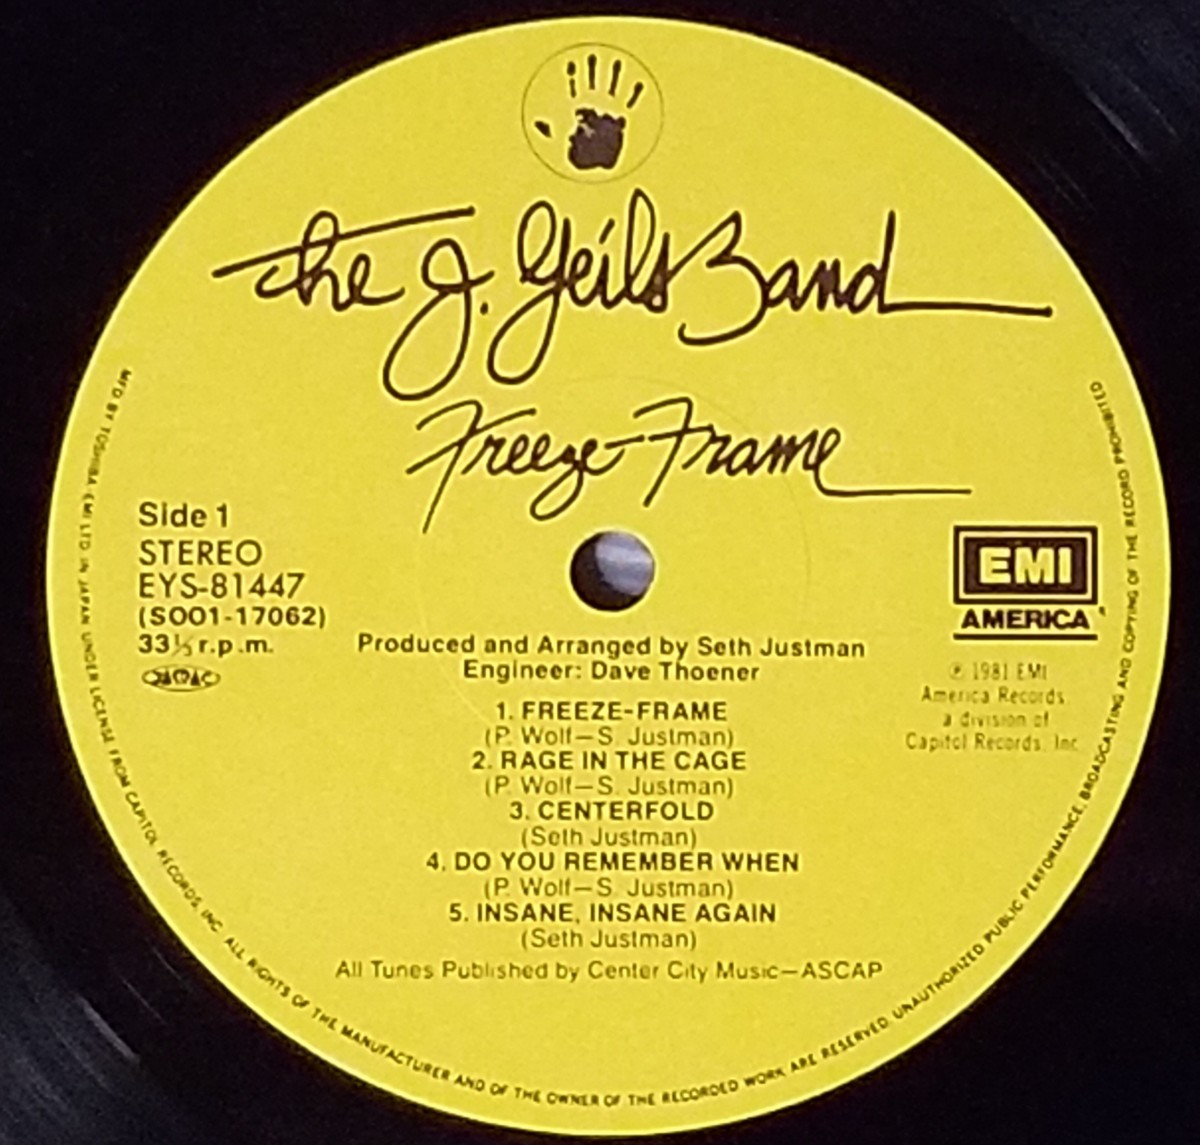 The J. Geils Band
Freeze-Frame
Side 1
STEREO
EYS-81447
(SOO1-17062)
33⅓ r.p.m.
EMI
AMERICA
Ⓟ 1981 EMI
America Records
a division of
Capitol Records, Inc
Produced and Arranged by Seth Justman
Engineer: Dave Thoener
1. FREEZE-FRAME
(P. Wolf—S. Justman)
2. RAGE IN THE CAGE
(P. Wolf—S. Justman)
3. CENTERFOLD
(Seth Justman)
4. DO YOU REMEMBER WHEN
(P. Wolf—S. Justman)
5. INSANE, INSANE AGAIN
(Seth Justman)
All Tunes Published by Center City Music—ASCAP
MFD BY TOSHIBA-EMI LTD IN JAPAN UNDER LICENSE FROM CAPITOL RECORDS, INC. ALL RIGHTS OF THE MANUFACTURER AND OF THE OWNER OF THE RECORDED WORK ARE RESERVED UNAUTHORIZED PUBLIC PERFORMANCE, BROADCASTING AND COPYING OF THE RECORD PROHIBITED